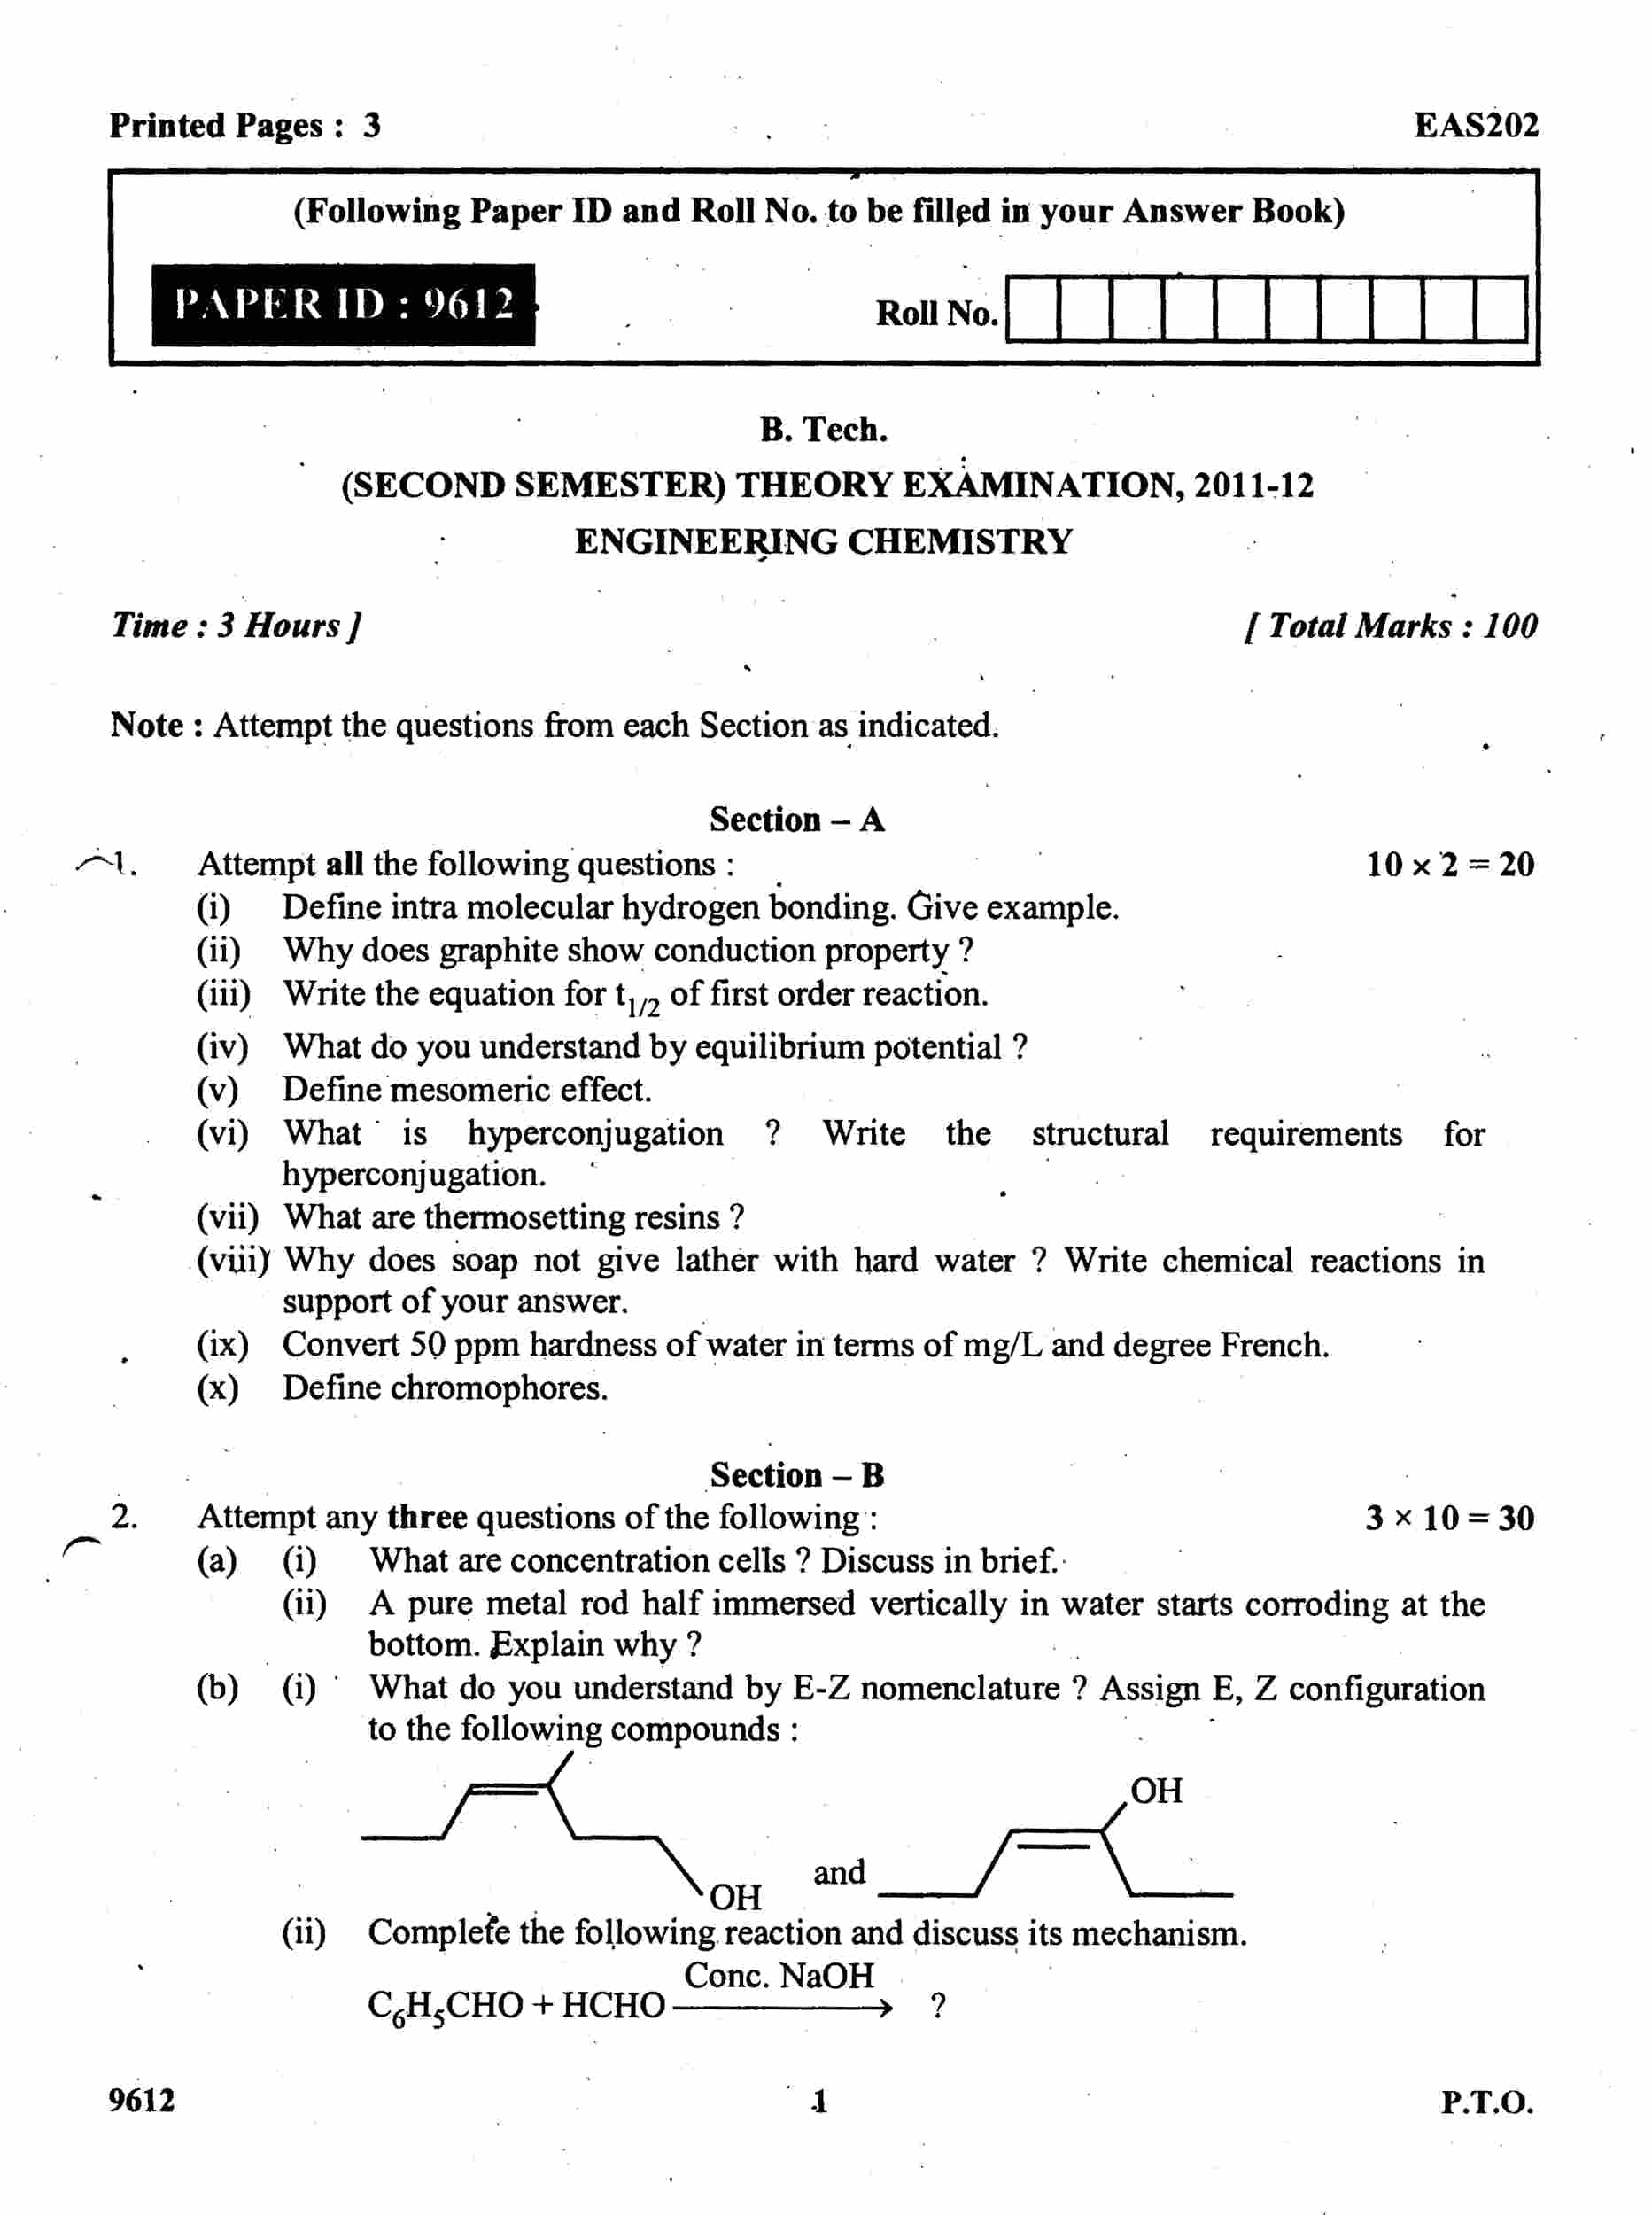 Printed Pages : 3 EAS202
(Following Paper ID and Roll No. to be filled in your Answer Book)
PAPER ID : 9612
Roll No.
B. Tech.
(SECOND SEMESTER) THEORY EXAMINATION, 2011-12
ENGINEERING CHEMISTRY
Time : 3 Hours ] [ Total Marks : 100
Note : Attempt the questions from each Section as indicated.
Section – A
1. Attempt all the following questions : 10 × 2 = 20
(i) Define intra molecular hydrogen bonding. Give example.
(ii) Why does graphite show conduction property ?
(iii) Write the equation for t1/2 of first order reaction.
(iv) What do you understand by equilibrium potential ?
(v) Define mesomeric effect.
(vi) What is hyperconjugation ? Write the structural requirements for
hyperconjugation.
(vii) What are thermosetting resins ?
(viii) Why does soap not give lather with hard water ? Write chemical reactions in
support of your answer.
(ix) Convert 50 ppm hardness of water in terms of mg/L and degree French.
(x) Define chromophores.
Section – B
2. Attempt any three questions of the following : 3 × 10 = 30
(a) (i) What are concentration cells ? Discuss in brief.
(ii) A pure metal rod half immersed vertically in water starts corroding at the
bottom. Explain why ?
(b) (i) What do you understand by E-Z nomenclature ? Assign E, Z configuration
to the following compounds :
OH
and
OH
(ii) Complete the following reaction and discuss its mechanism.
Conc. NaOH
C6H5CHO + HCHO → ?
9612 1 P.T.O.